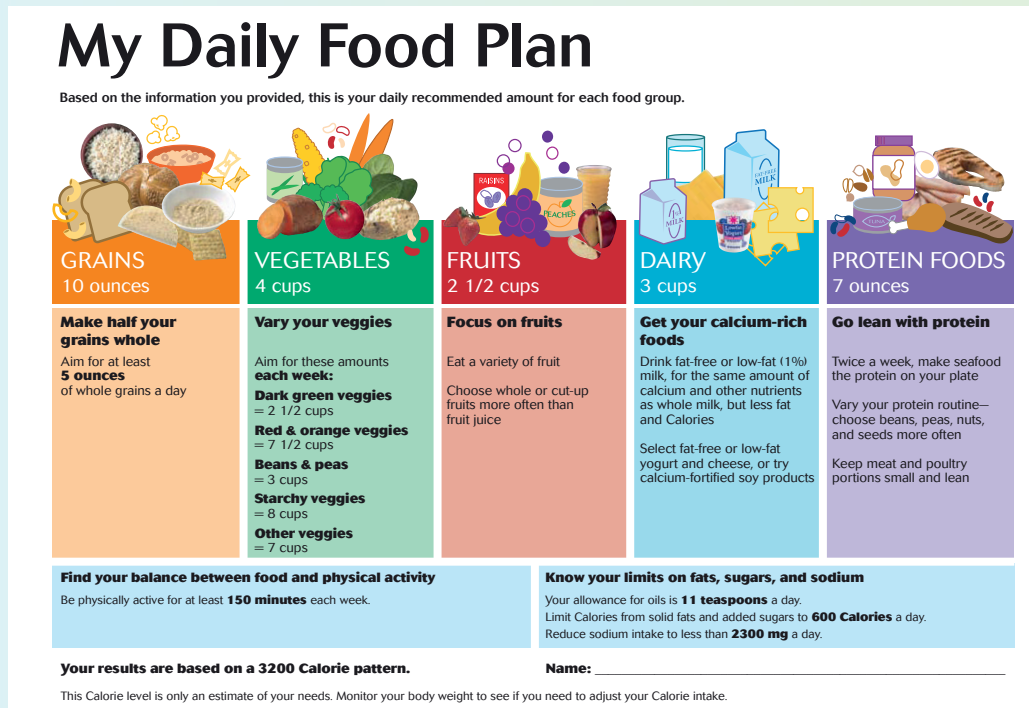 My Daily Food Plan
Based on the information you provided, this is your daily recommended amount for each food group.
RAISINS
PEACHES
1%
MILK
FAT-FREE
MILK
Lowfat
Yogurt
TUNA
GRAINS
10 ounces
Make half your
grains whole
Aim for at least
5 ounces
of whole grains a day
VEGETABLES
4 cups
Vary your veggies
Aim for these amounts
each week:
Dark green veggies
= 2 1/2 cups
Red & orange veggies
= 7 1/2 cups
Beans & peas
= 3 cups
Starchy veggies
= 8 cups
Other veggies
= 7 cups
FRUITS
2 1/2 cups
Focus on fruits
Eat a variety of fruit
Choose whole or cut-up
fruits more often than
fruit juice
DAIRY
3 cups
Get your calcium-rich
foods
Drink fat-free or low-fat (1%)
milk, for the same amount of
calcium and other nutrients
as whole milk, but less fat
and Calories
Select fat-free or low-fat
yogurt and cheese, or try
calcium-fortified soy products
PROTEIN FOODS
7 ounces
Go lean with protein
Twice a week, make seafood
the protein on your plate
Vary your protein routine—
choose beans, peas, nuts,
and seeds more often
Keep meat and poultry
portions small and lean
Find your balance between food and physical activity
Be physically active for at least 150 minutes each week.
Know your limits on fats, sugars, and sodium
Your allowance for oils is 11 teaspoons a day.
Limit Calories from solid fats and added sugars to 600 Calories a day.
Reduce sodium intake to less than 2300 mg a day.
Your results are based on a 3200 Calorie pattern.
Name:
This Calorie level is only an estimate of your needs. Monitor your body weight to see if you need to adjust your Calorie intake.